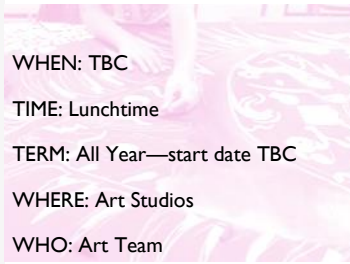 WHEN: TBC
TIME: Lunchtime
TERM: All Year—start date TBC
WHERE: Art Studios
WHO: Art Team